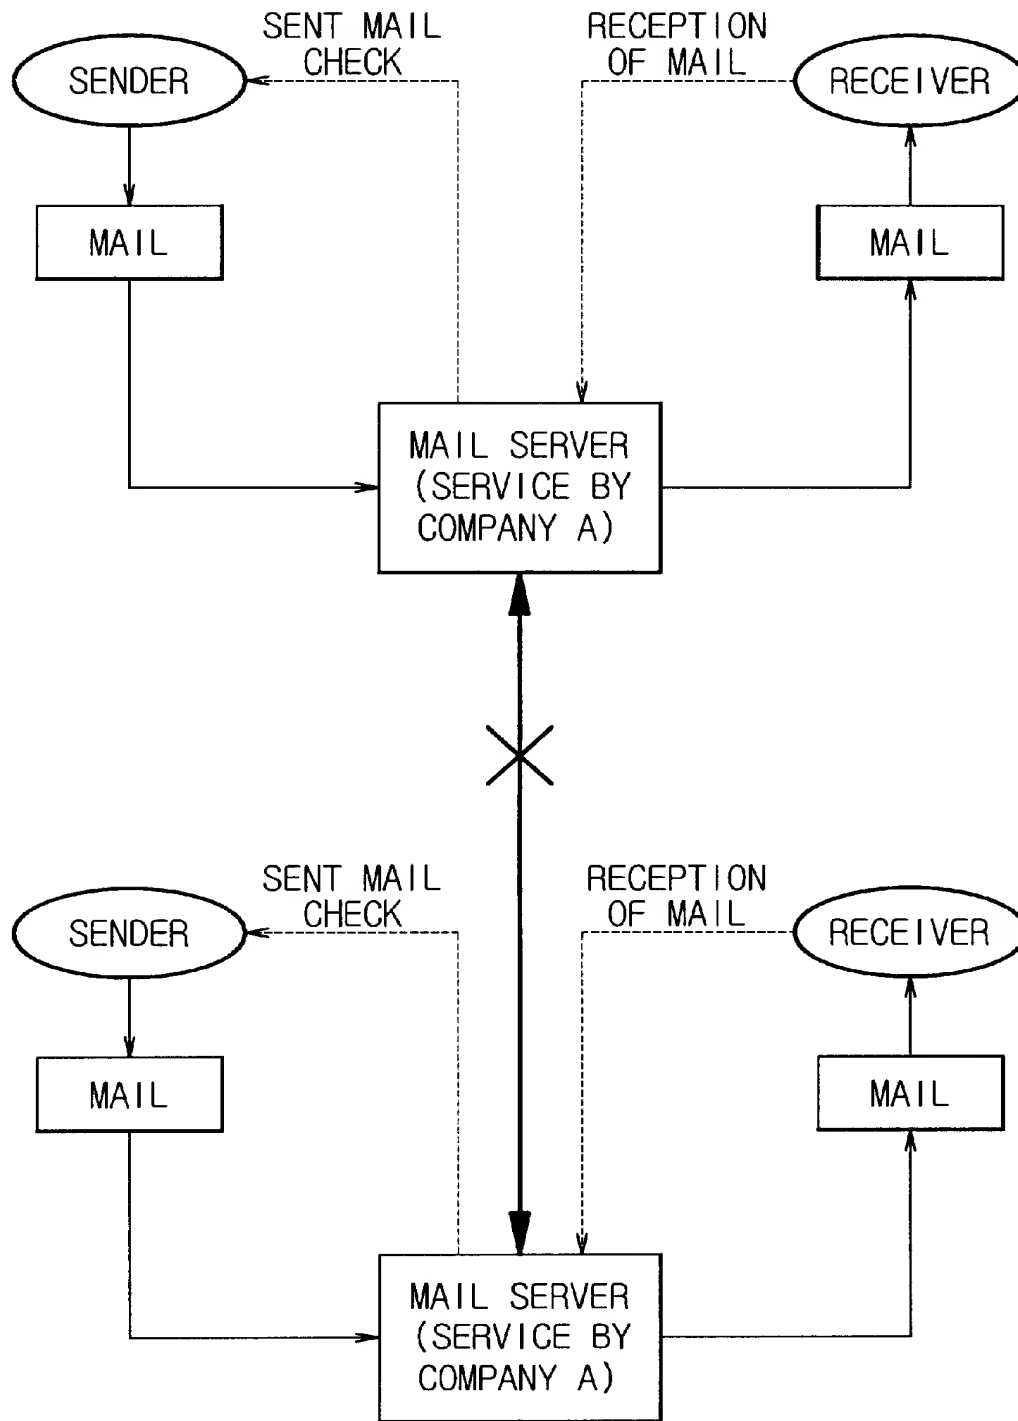 SENT MAIL
CHECK
RECEPTION
OF MAIL
SENDER
RECEIVER
MAIL
MAIL
MAIL SERVER
(SERVICE BY
COMPANY A)
SENT MAIL
CHECK
RECEPTION
OF MAIL
SENDER
RECEIVER
MAIL
MAIL
MAIL SERVER
(SERVICE BY
COMPANY A)